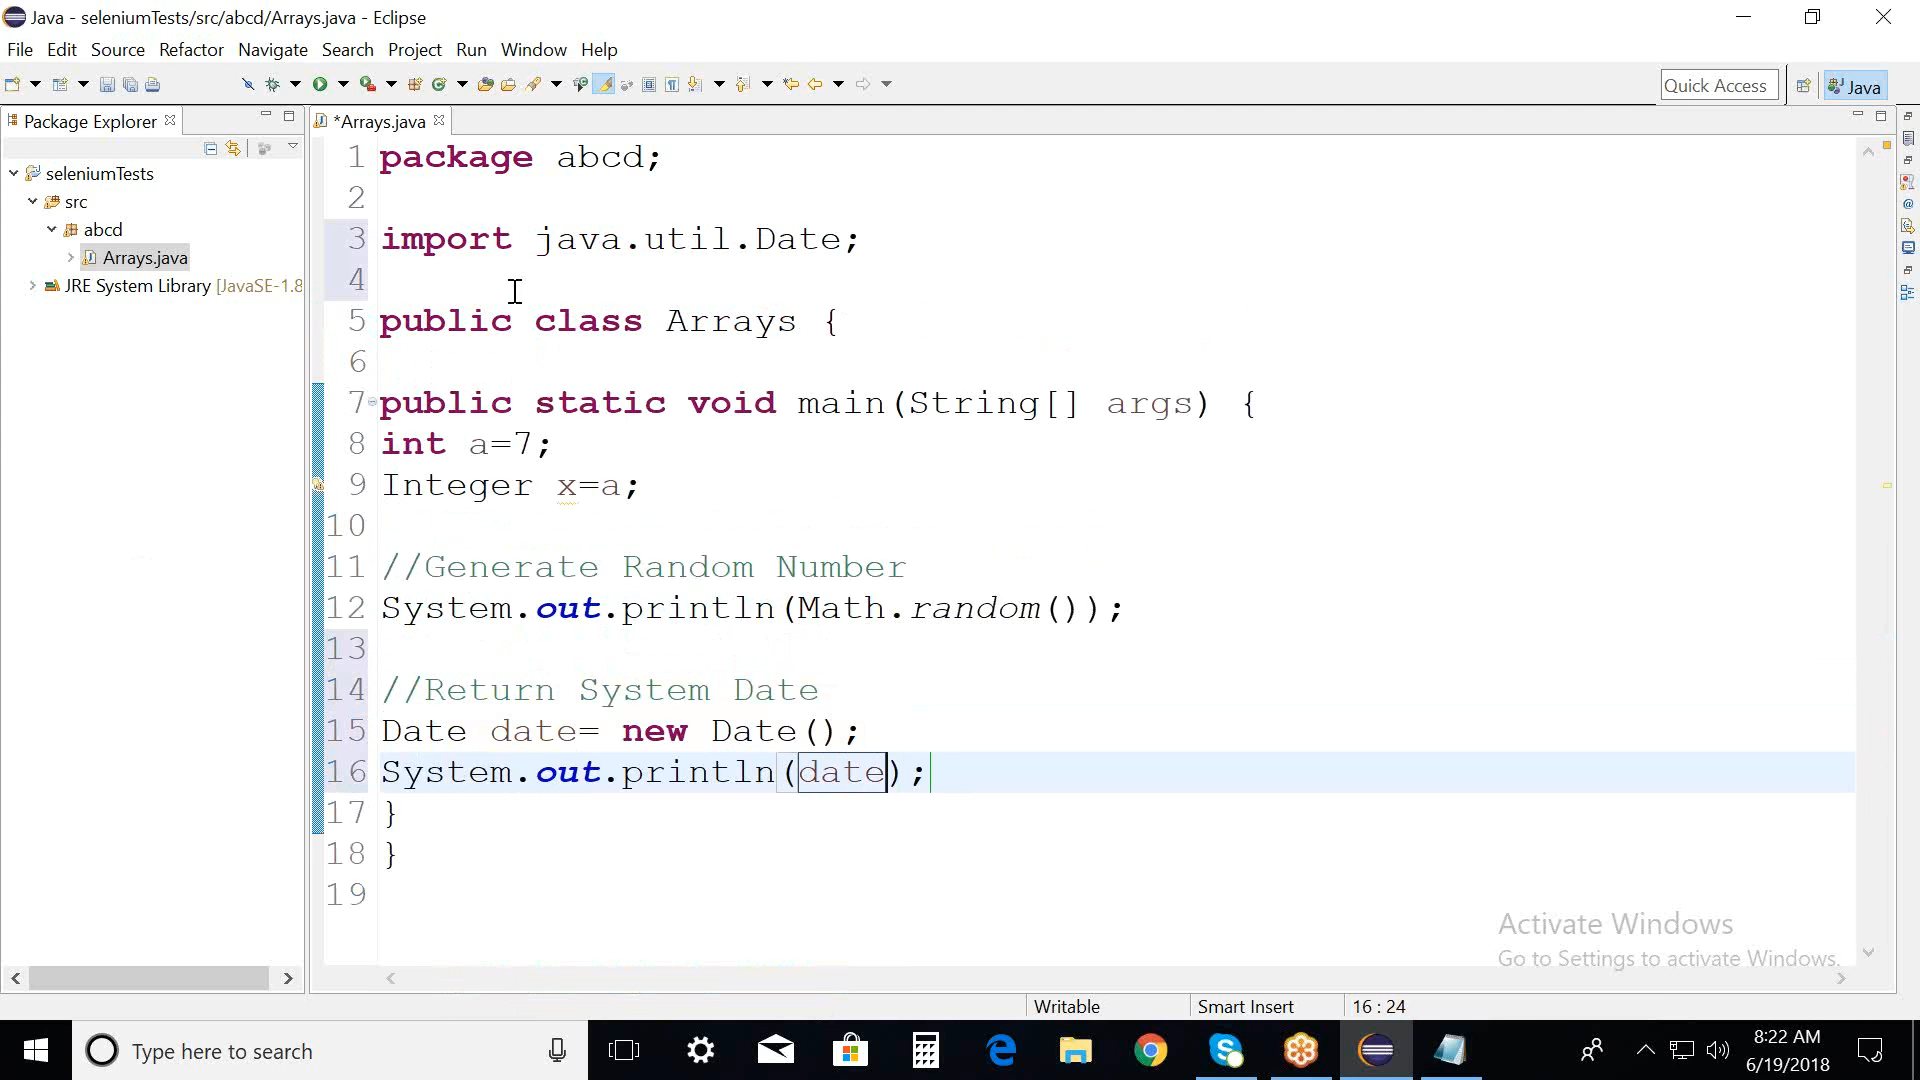 Java - seleniumTests/src/abcd/Arrays.java - Eclipse
File Edit Source Refactor Navigate Search Project Run Window Help
Quick Access
Java
Package Explorer
*Arrays.java
seleniumTests
src
abcd
Arrays.java
JRE System Library [JavaSE-1.8
1 package abcd;
2
3 import java.util.Date;
4
5 public class Arrays {
6
7 public static void main(String[] args) {
8 int a=7;
9 Integer x=a;
10
11 //Generate Random Number
12 System.out.println(Math.random());
13
14 //Return System Date
15 Date date= new Date();
16 System.out.println(date);
17 }
18 }
19
Activate Windows
Go to Settings to activate Windows.
Writable Smart Insert 16 : 24
Type here to search
8:22 AM
6/19/2018